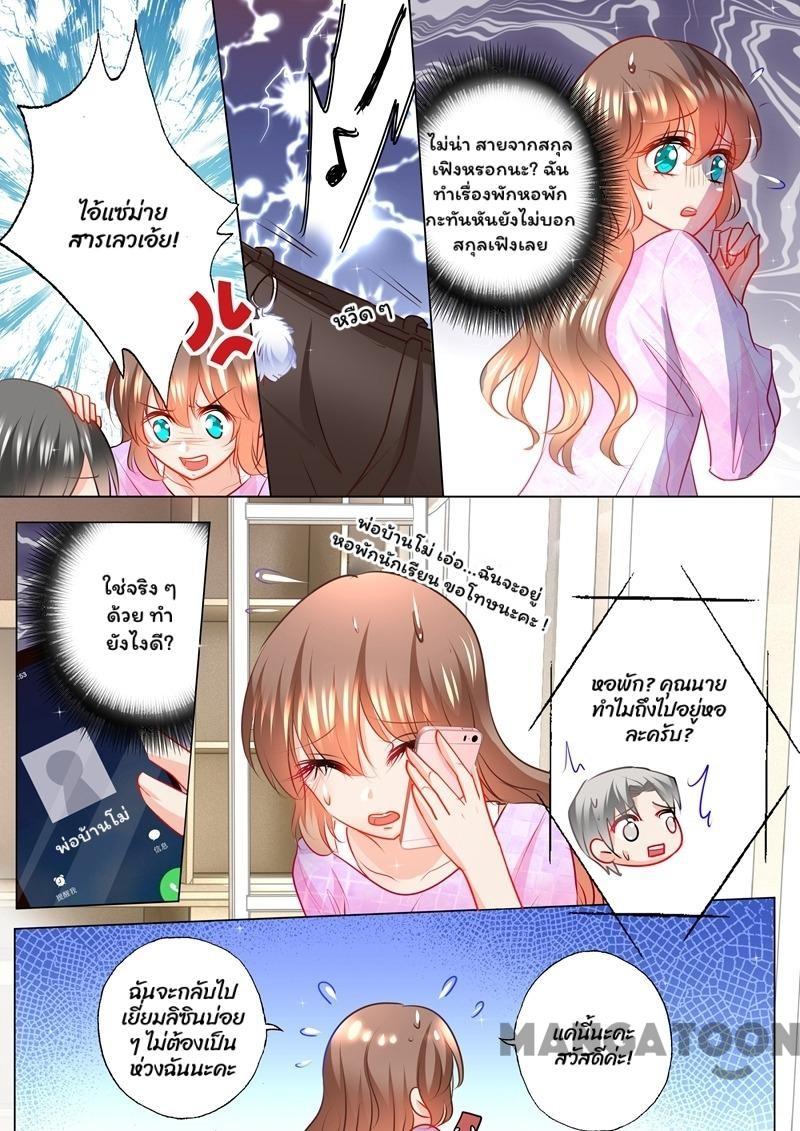 ไอ้แซ่ม่าย
สารเลวเอ้ย!
หวืด ๆ
ไม่น่า สายจากสกุล
เฟิงหรอกนะ? ฉัน
ทำเรื่องพักหอพัก
กะทันหันยังไม่บอก
สกุลเฟิงเลย
ใช่จริง ๆ
ด้วย ทำ
ยังไงดี?
:53
พ่อบ้านโม่
信息
提醒我
พ่อบ้านโม่ เอ่อ...ฉันจะอยู่
หอพักนักเรียน ขอโทษนะคะ !
หอพัก? คุณนาย
ทำไมถึงไปอยู่หอ
ละครับ?
ฉันจะกลับไป
เยี่ยมลิซินบ่อย
ๆ ไม่ต้องเป็น
ห่วงฉันนะคะ
แค่นี้นะคะ
สวัสดีค่ะ!
MANGATOON